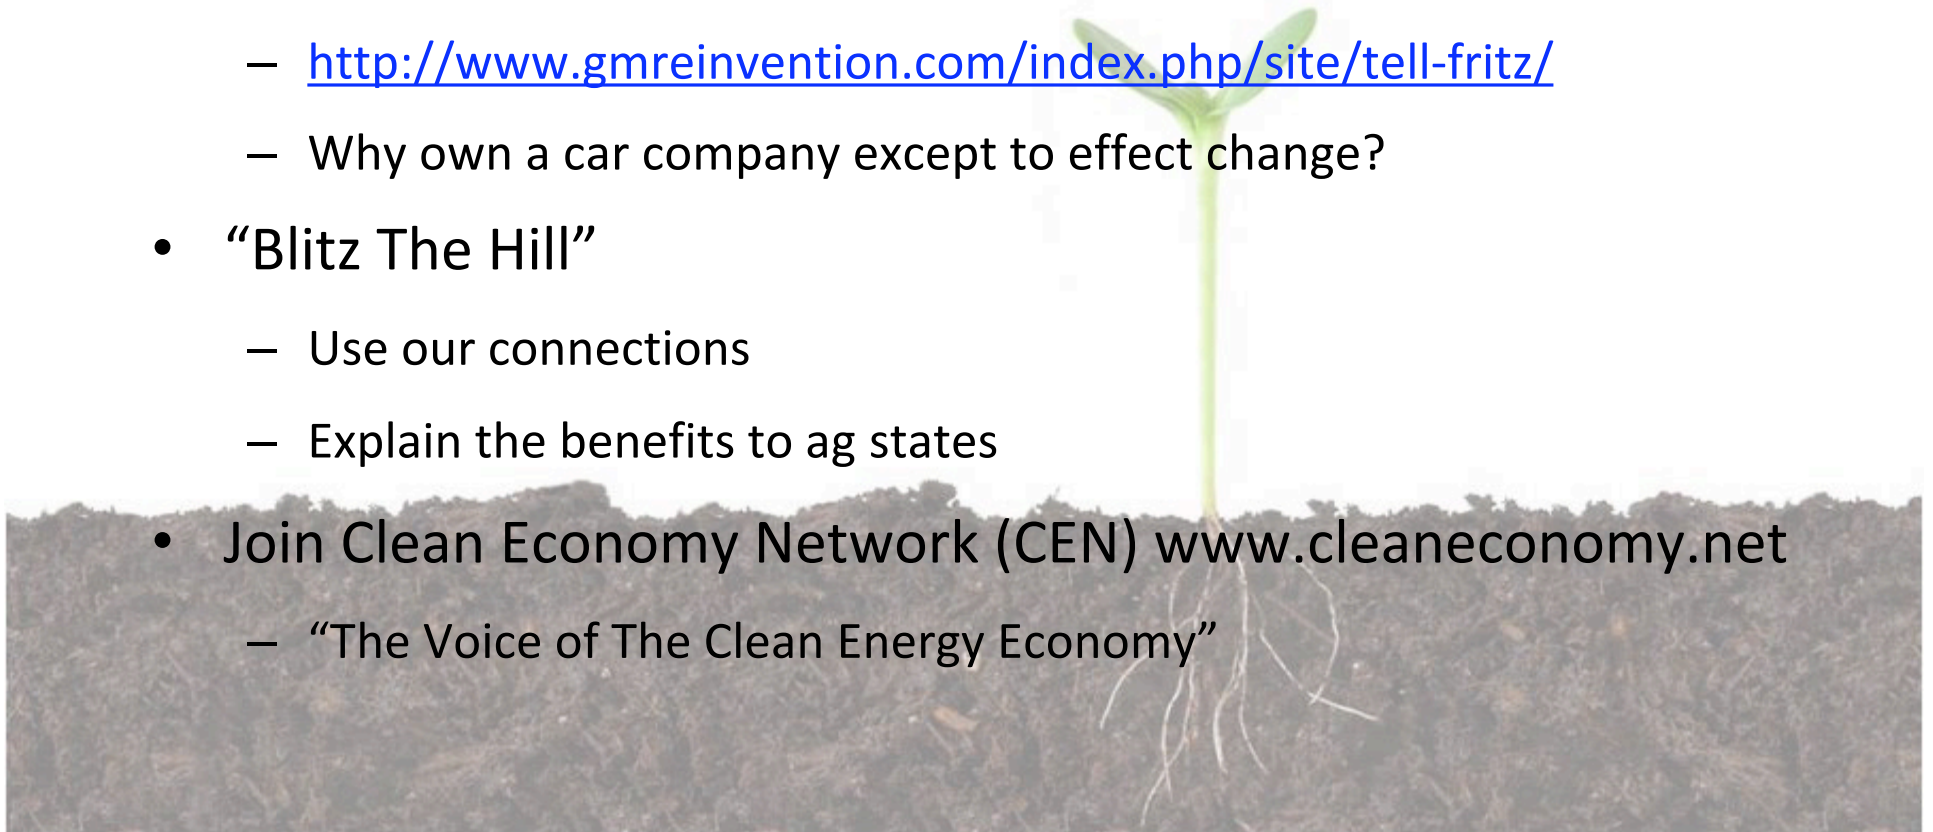 – http://www.gmreinvention.com/index.php/site/tell-fritz/
– Why own a car company except to effect change?
• “Blitz The Hill”
– Use our connections
– Explain the benefits to ag states
• Join Clean Economy Network (CEN) www.cleaneconomy.net
– “The Voice of The Clean Energy Economy”